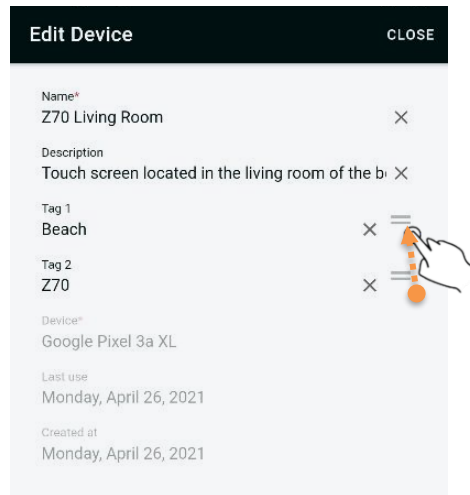 Edit Device CLOSE
Name*
Z70 Living Room
Description
Touch screen located in the living room of the
Tag 1
Beach
Tag 2
Z70
Device*
Google Pixel 3a XL
Last use
Monday, April 26, 2021
Created at
Monday, April 26, 2021